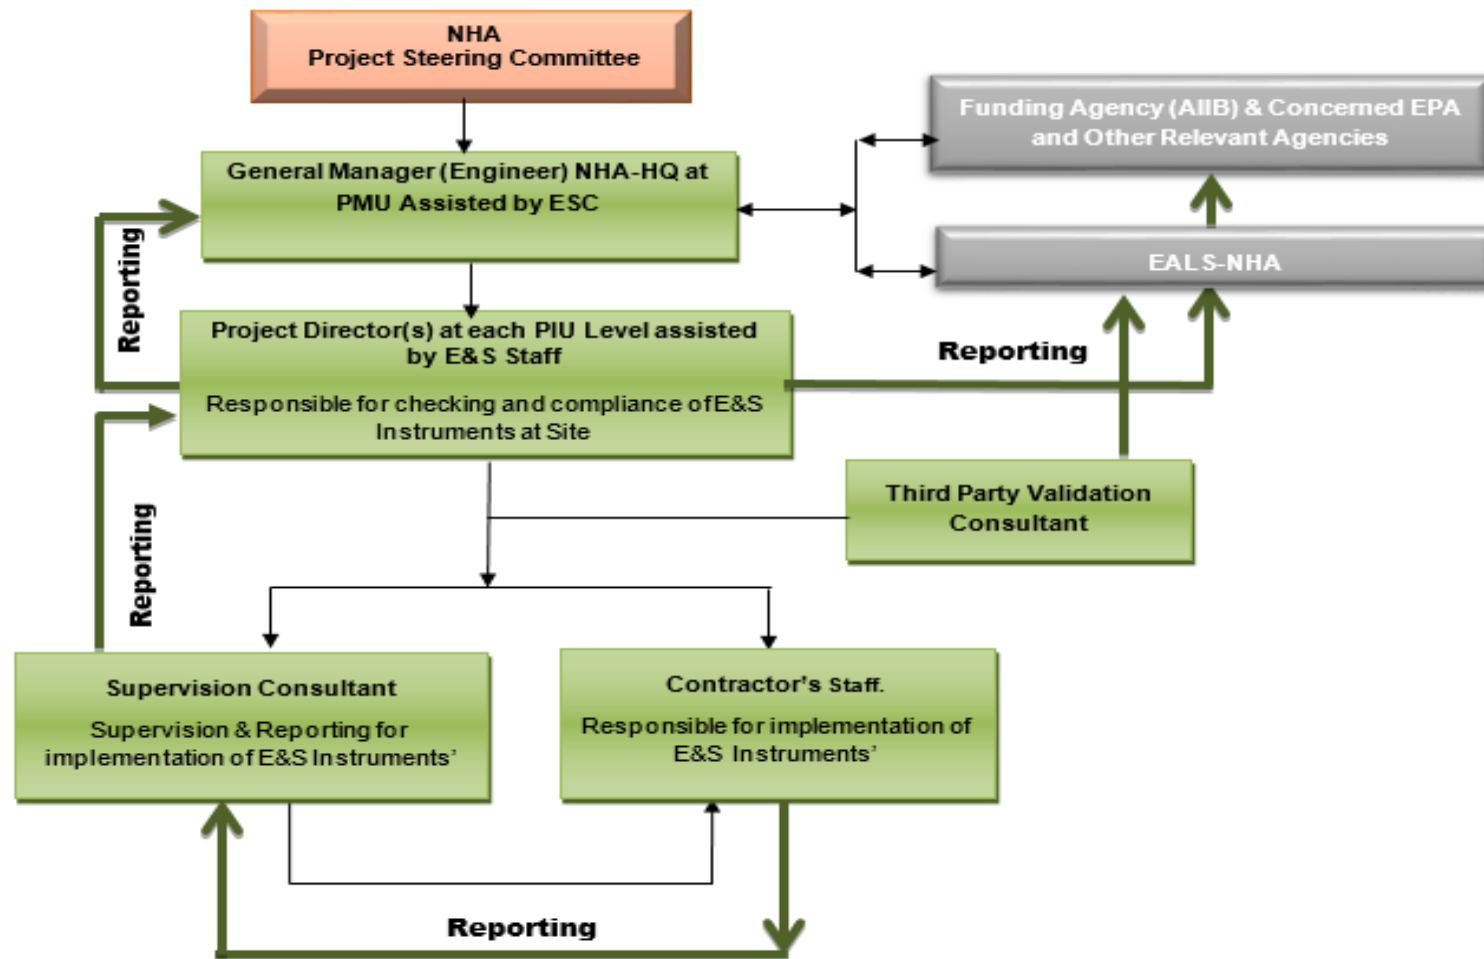 NHA
Project Steering Committee
Funding Agency (AIIB) & Concerned EPA
and Other Relevant Agencies
General Manager (Engineer) NHA-HQ at
PMU Assisted by ESC
EALS-NHA
Reporting
Project Director(s) at each PIU Level assisted
by E&S Staff
Responsible for checking and compliance of E&S
Instruments at Site
Reporting
Third Party Validation
Consultant
Reporting
Supervision Consultant
Supervision & Reporting for
implementation of E&S Instruments’
Contractor’s Staff.
Responsible for implementation of
E&S Instruments’
Reporting